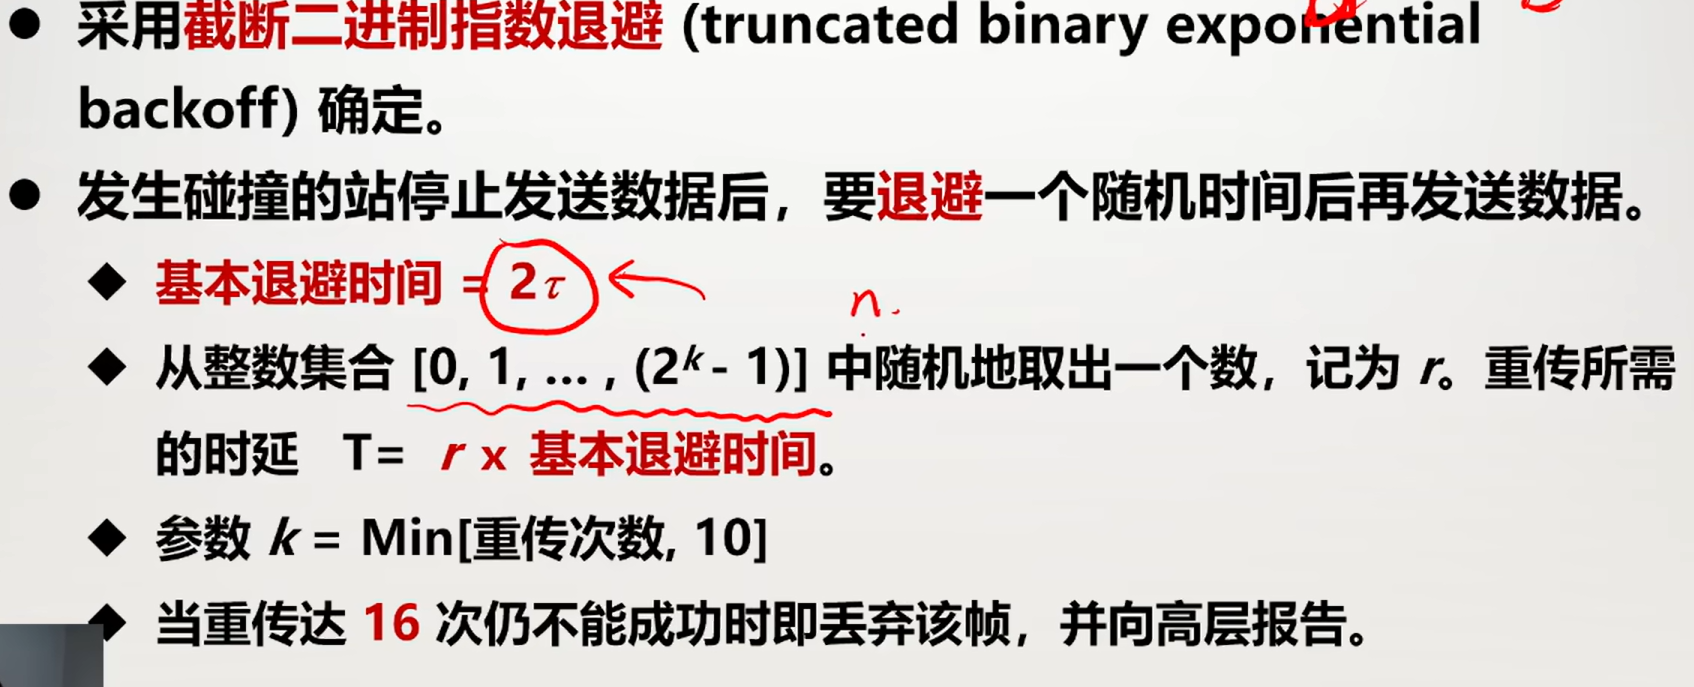 ● 采用截断二进制指数退避 (truncated binary exponential
backoff) 确定。
● 发生碰撞的站停止发送数据后，要退避一个随机时间后再发送数据。
◆ 基本退避时间 = 2τ
n.
◆ 从整数集合 [0, 1, … , (2ᵏ - 1)] 中随机地取出一个数，记为 r。重传所需
的时延 T= r x 基本退避时间。
◆ 参数 k = Min[重传次数, 10]
◆ 当重传达 16 次仍不能成功时即丢弃该帧，并向高层报告。